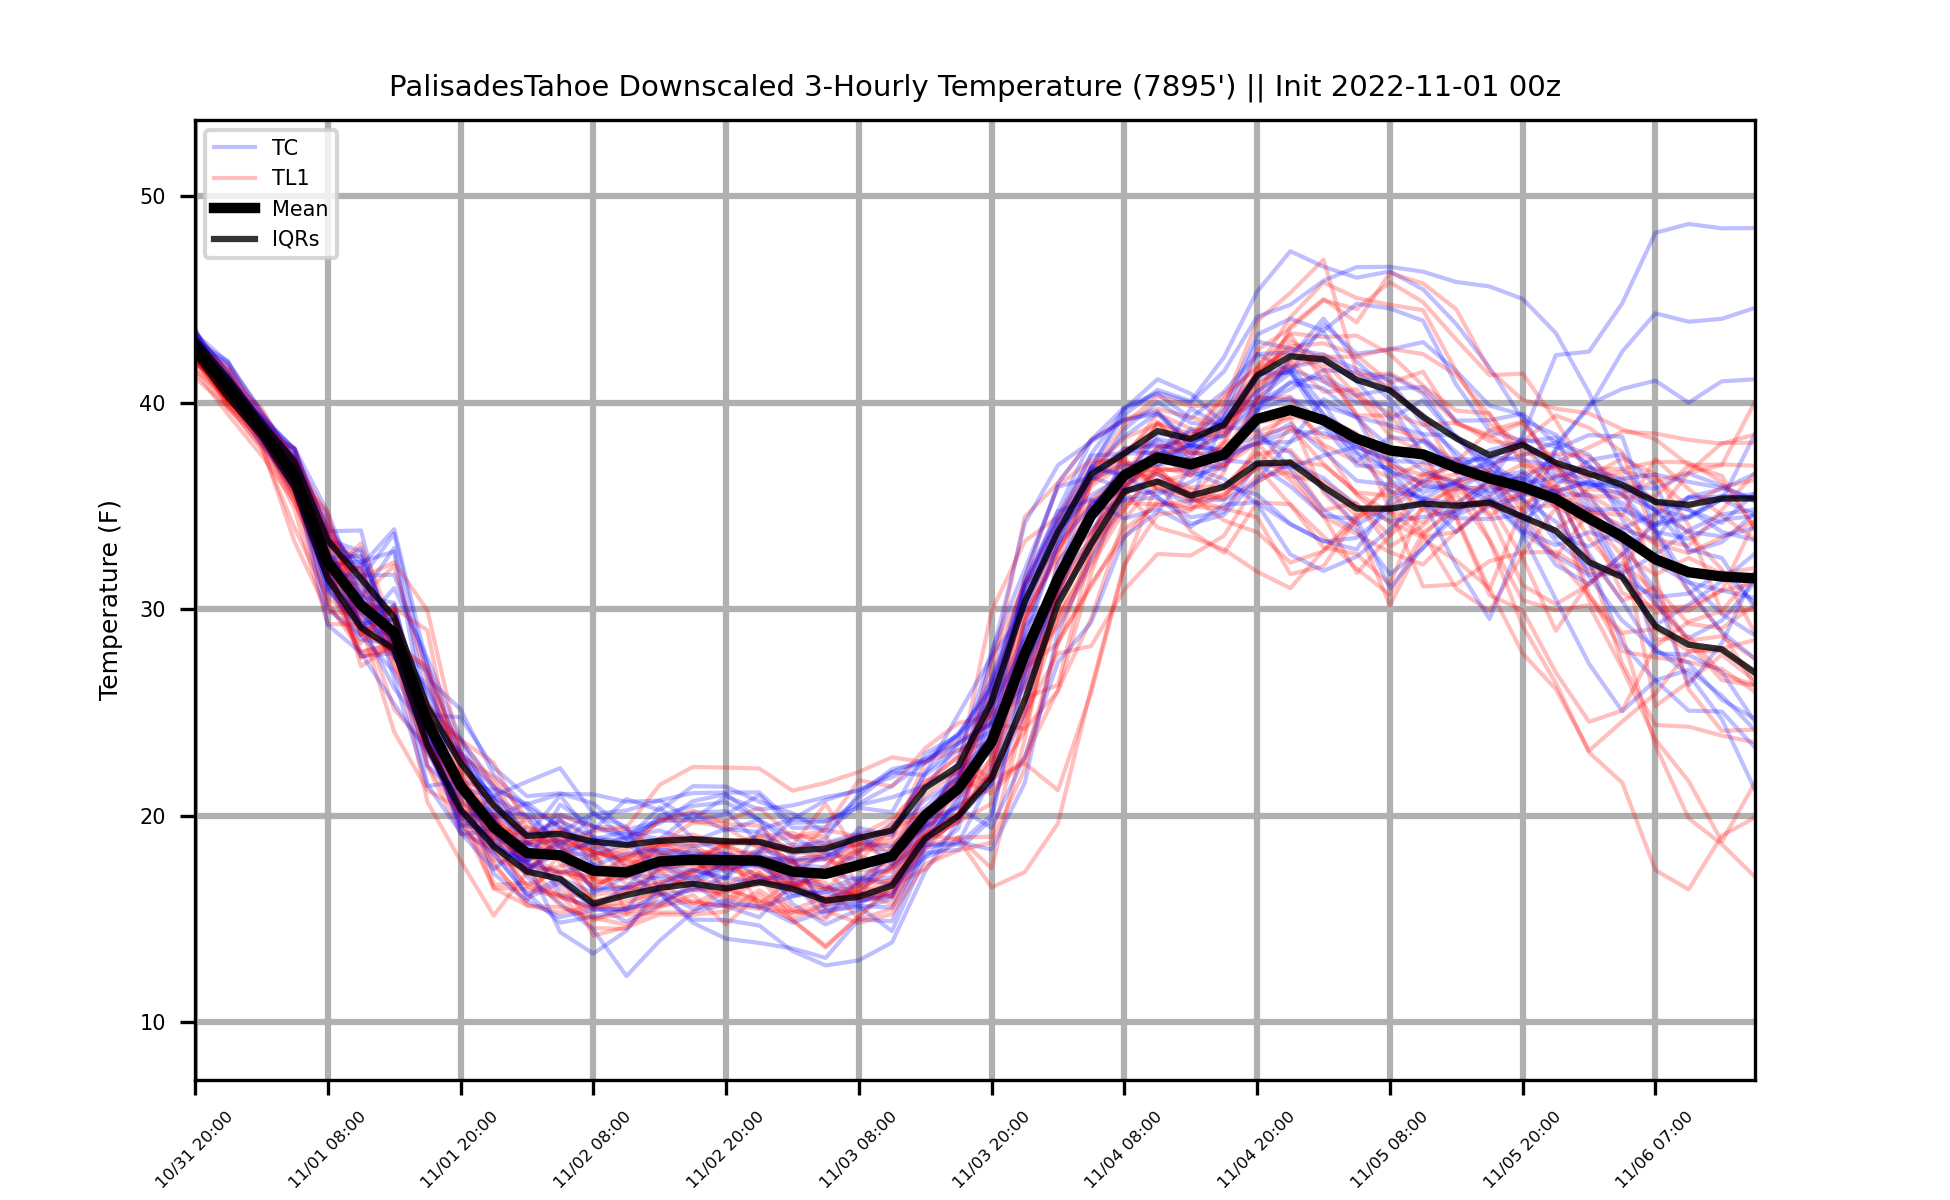 PalisadesTahoe Downscaled 3-Hourly Temperature (7895') || Init 2022-11-01 00z
TC
TL1
Mean
IQRs
Temperature (F)
50
40
30
20
10
10/31 20:00
11/01 08:00
11/01 20:00
11/02 08:00
11/02 20:00
11/03 08:00
11/03 20:00
11/04 08:00
11/04 20:00
11/05 08:00
11/05 20:00
11/06 07:00